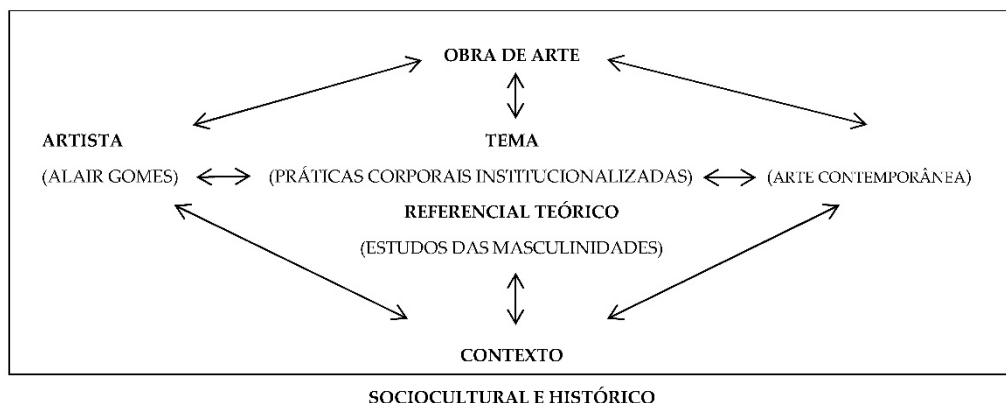 OBRA DE ARTE
ARTISTA TEMA
(ALAIR GOMES) (PRÁTICAS CORPORAIS INSTITUCIONALIZADAS) (ARTE CONTEMPORÂNEA)
REFERENCIAL TEÓRICO
(ESTUDOS DAS MASCULINIDADES)
CONTEXTO
SOCIOCULTURAL E HISTÓRICO